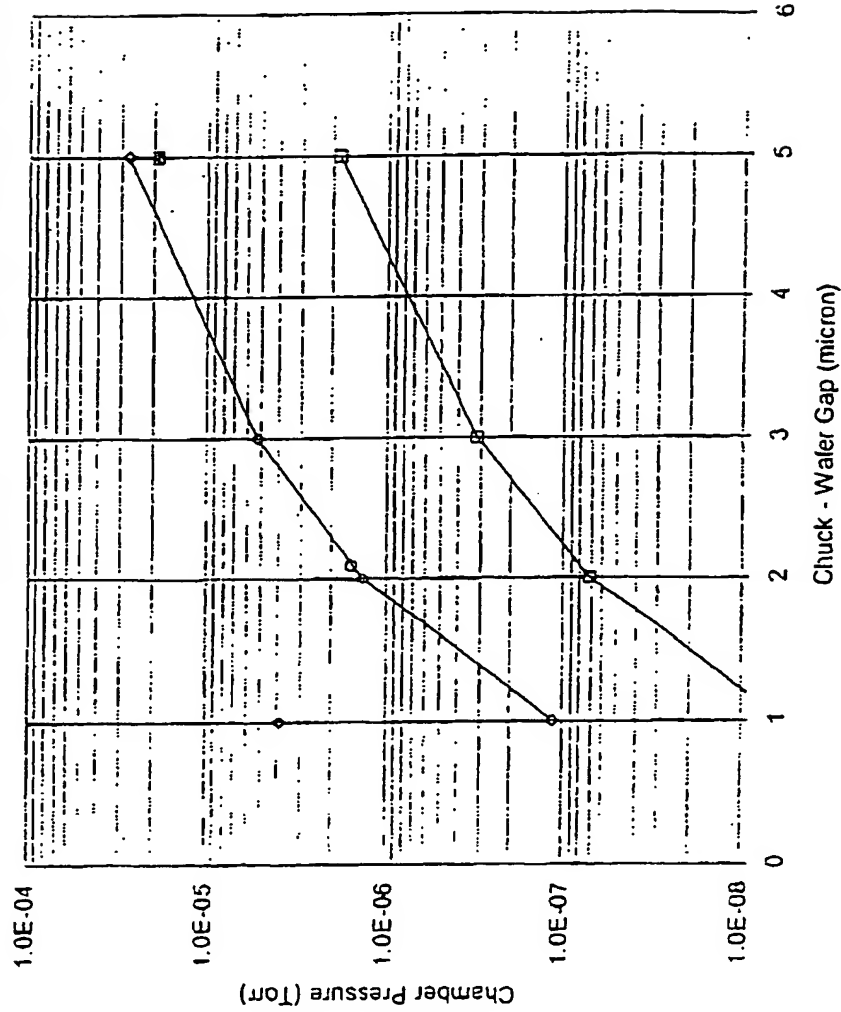 1.0E-04
1.0E-05
1.0E-06
1.0E-07
1.0E-08
Chamber Pressure (Torr)
0
1
2
3
4
5
6
Chuck - Wafer Gap (micron)